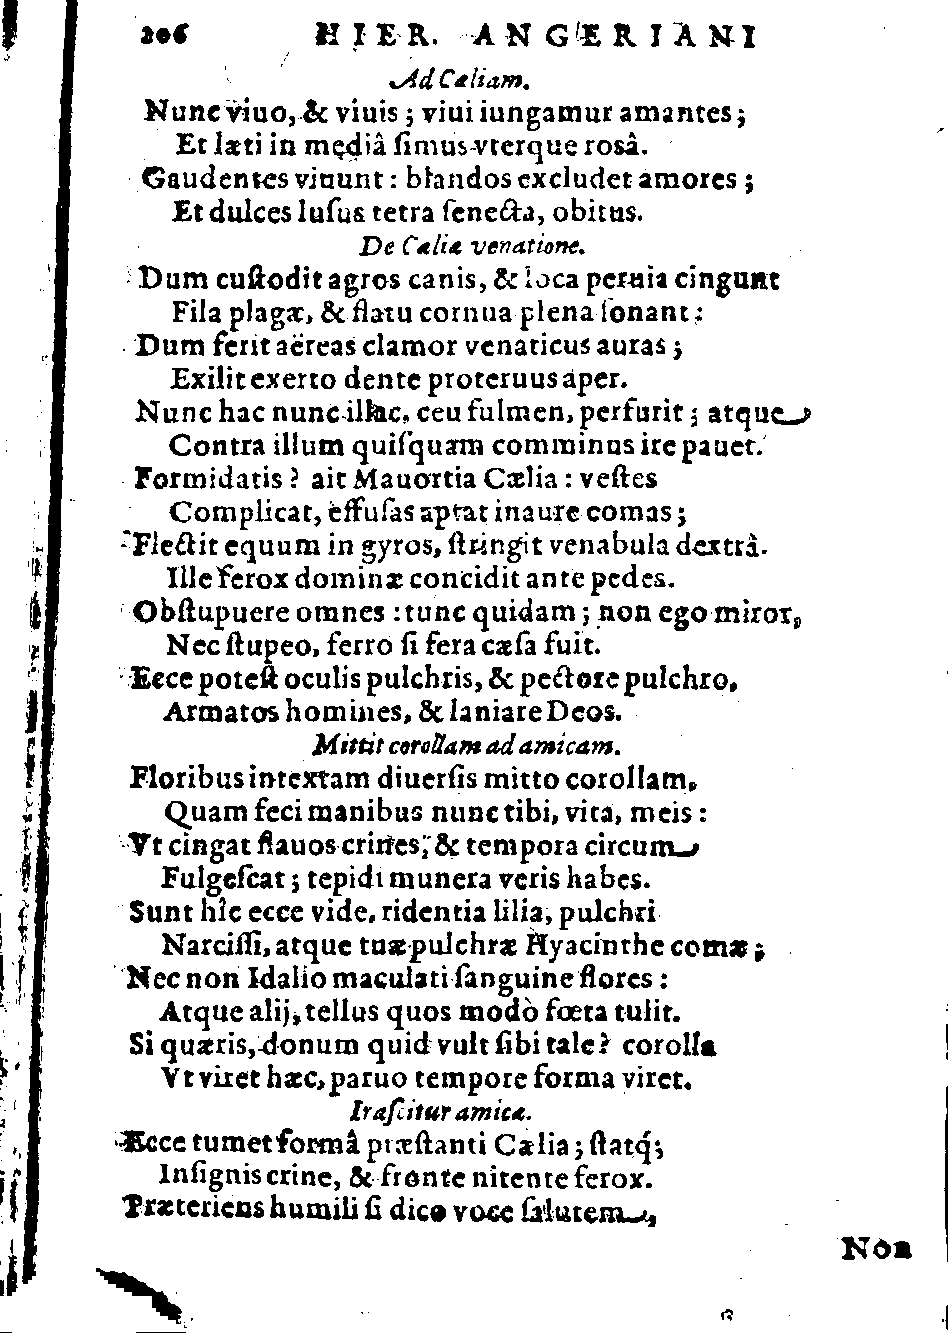 206 HIER. ANGERIANI
Ad Cæliam.
Nunc viuo, & viuis ; viui iungamur amantes ;
Et læti in mediâ ſimus vterque rosâ.
Gaudentes viuunt : blandos excludet amores ;
Et dulces luſus tetra ſenecta, obitus.
De Cæliæ venatione.
Dum cuſtodit agros canis, & loca peruia cingunt
Fila plagæ, & flatu cornua plena ſonant ;
Dum ferit aëreas clamor venaticus auras ;
Exilit exerto dente proteruus aper.
Nunc hac nunc illac, ceu fulmen, perfurit ; atque
Contra illum quiſquam comminus ire pauet.
Formidatis ? ait Mauortia Cælia : veſtes
Complicat, effuſas aptat in aure comas ;
Flectit equum in gyros, ſtringit venabula dextrâ.
Ille ferox dominæ concidit ante pedes.
Obſtupuere omnes : tunc quidam ; non ego miror,
Nec ſtupeo, ferro ſi fera cæſa fuit.
Ecce poteſt oculis pulchris, & pectore pulchro,
Armatos homines, & laniare Deos.
Mittit corollam ad amicam.
Floribus intextam diuerſis mitto corollam,
Quam feci manibus nunc tibi, vita, meis :
Vt cingat flauos crines, & tempora circum
Fulgeſcat ; tepidi munera veris habes.
Sunt hîc ecce vide, ridentia lilia, pulchri
Narciſſi, atque tuæ pulchræ Hyacinthe comæ ;
Nec non Idalio maculati ſanguine flores :
Atque alij, tellus quos modò fœta tulit.
Si quæris, donum quid vult ſibi tale ? corolla
Vt viret hæc, paruo tempore forma viret.
Iraſcitur amica.
Ecce tumet formâ præſtanti Cælia ; ſtatq́;
Inſignis crine, & fronte nitente ferox.
Præteriens humili ſi dico voce ſalutem,
Non